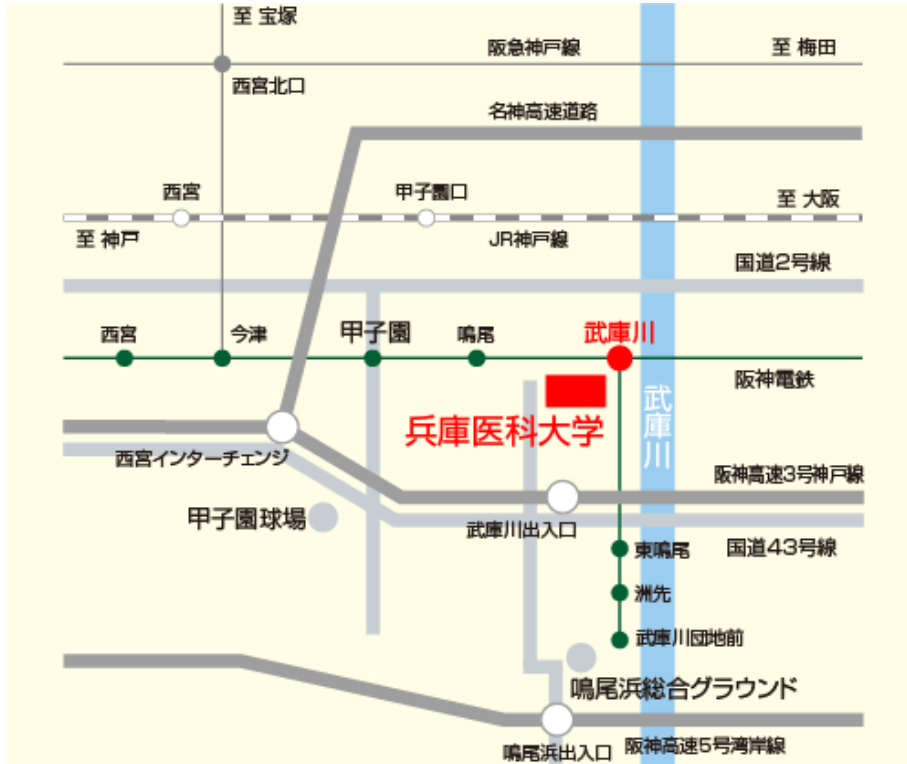 至 宝塚
阪急神戸線
至 梅田
西宮北口
名神高速道路
西宮
甲子園口
至 大阪
至 神戸
JR神戸線
国道2号線
西宮
今津
甲子園
鳴尾
武庫川
阪神電鉄
武庫川
兵庫医科大学
西宮インターチェンジ
阪神高速3号神戸線
甲子園球場
武庫川出入口
国道43号線
東鳴尾
洲先
武庫川団地前
鳴尾浜総合グラウンド
鳴尾浜出入口
阪神高速5号湾岸線